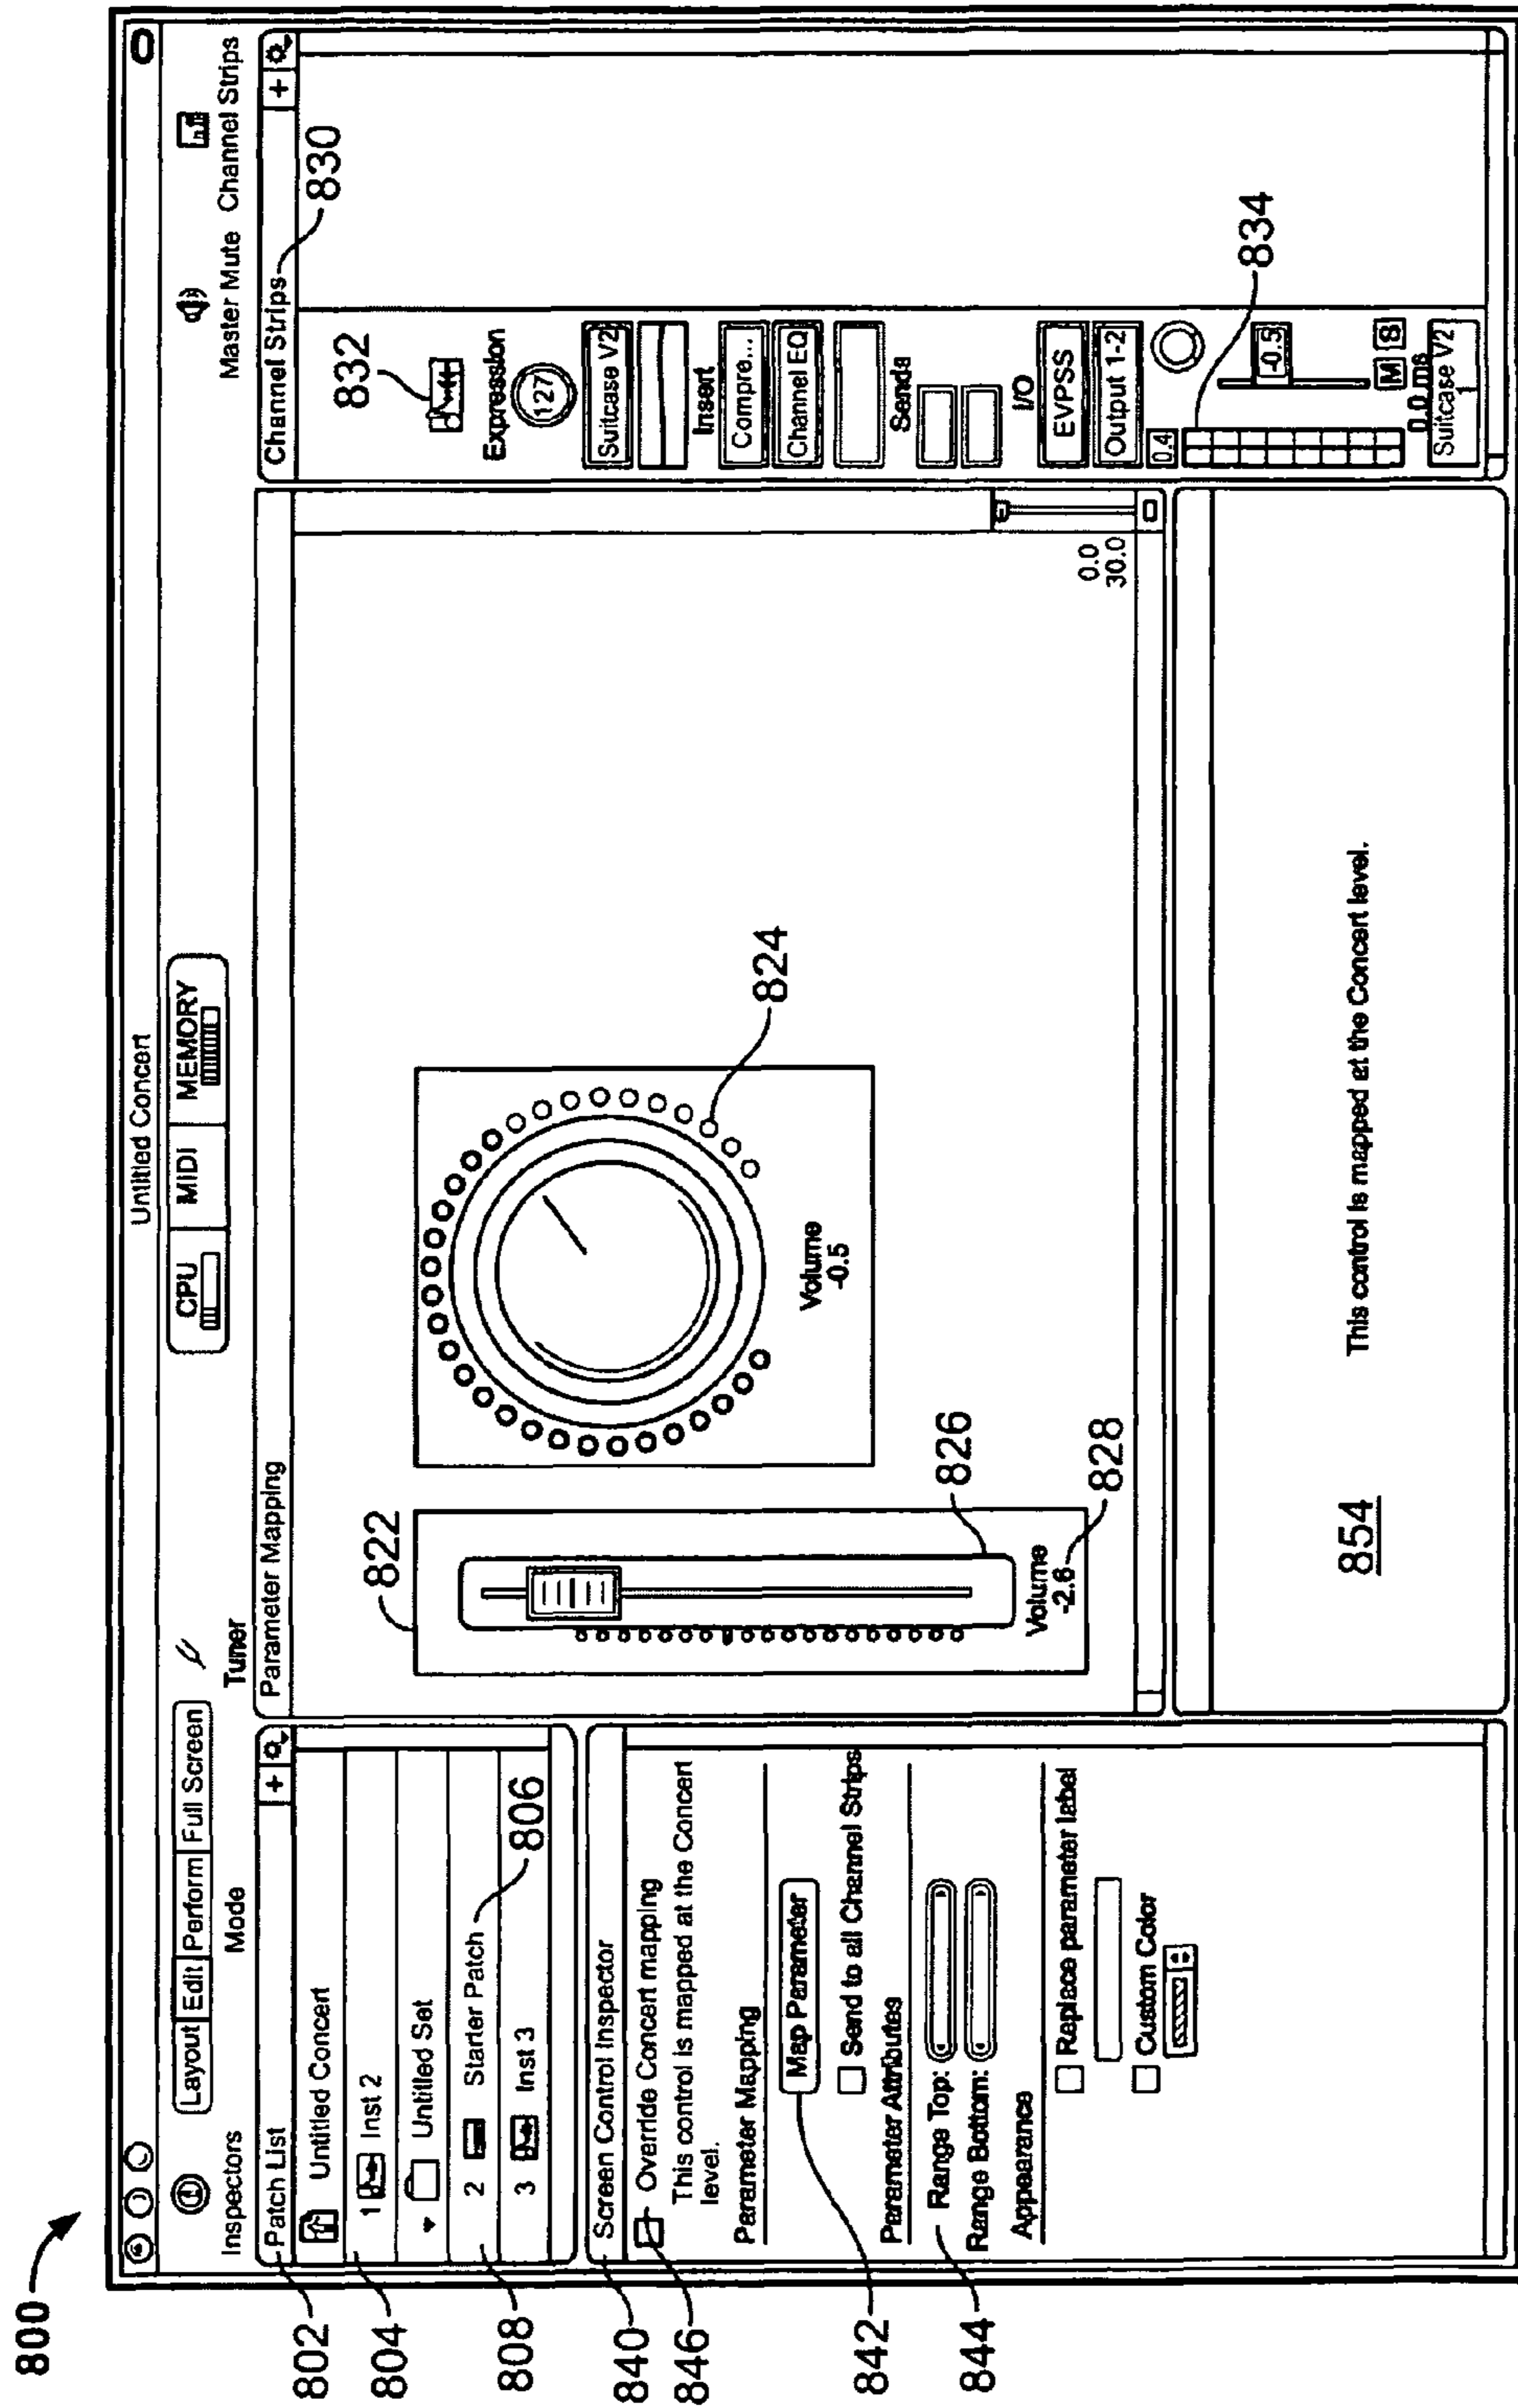 800
Untitled Concert
Layout Edit Perform Full Screen
CPU MIDI MEMORY
Inspectors
Mode
Tuner
Master Mute Channel Strips
802
Patch List +
Untitled Concert
804
1 Inst 2
Untitled Set
808
2 Starter Patch
806
3 Inst 3
840
Screen Control Inspector
846
Override Concert mapping
This control is mapped at the Concert
level.
Parameter Mapping
842
Map Parameter
Send to all Channel Strips
Parameter Attributes
844
Range Top:
Range Bottom:
Appearance
Replace parameter label
Custom Color
Parameter Mapping
822
826
Volume
-2.6
828
824
Volume
-0.5
0.0
30.0
854
This control is mapped at the Concert level.
Channel Strips +
830
832
Expression
127
Suitcase V2
Insert
Compre...
Channel EQ
Sends
I/O
EVPSS
Output 1-2
0.4
-0.5
834
M S
0.0 ms
Suitcase V2
1